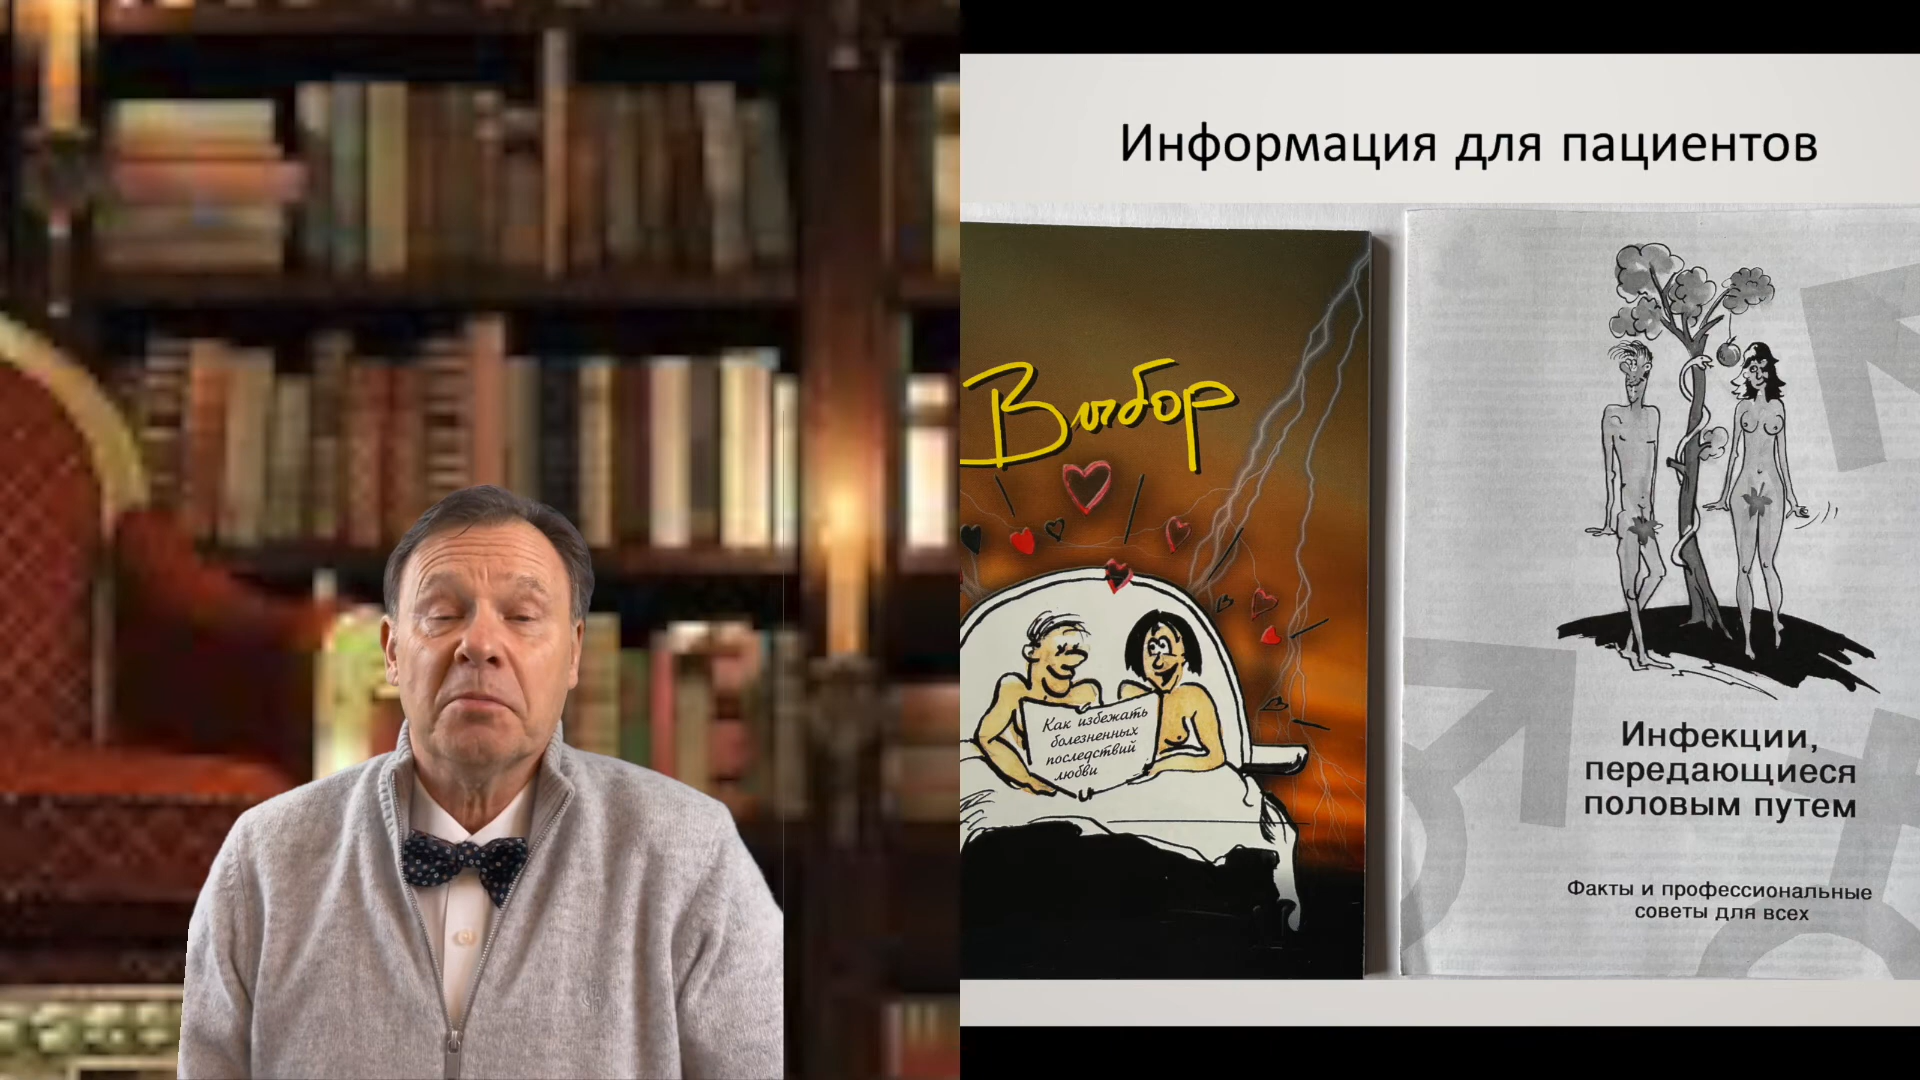 Информация для пациентов
Выбор
Как избежать
болезненных
последствий
любви
Инфекции,
передающиеся
половым путем
Факты и профессиональные
советы для всех